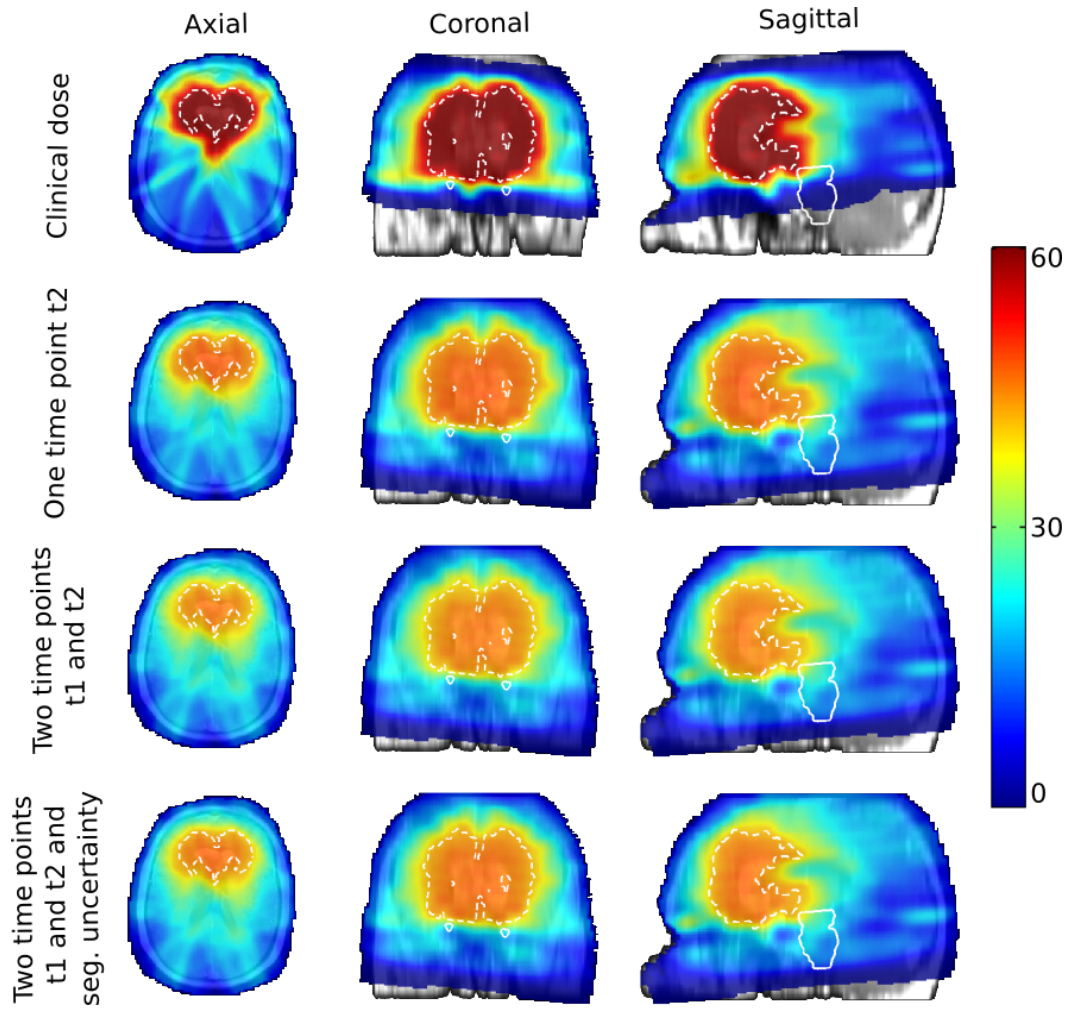 Axial
Coronal
Sagittal
Clinical dose
One time point t2
Two time points
t1 and t2
Two time points
t1 and t2 and
seg. uncertainty
60
30
0